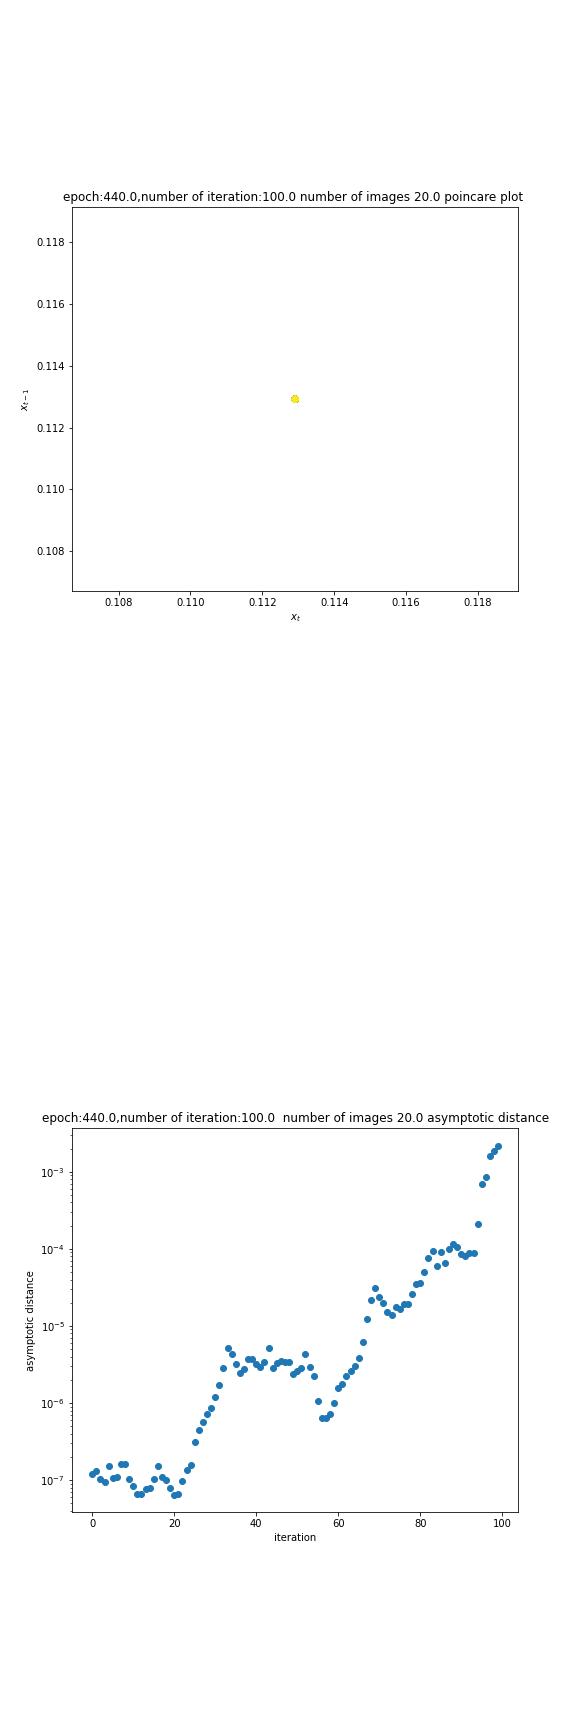 epoch:440.0,number of iteration:100.0 number of images 20.0 poincare plot
0.118
0.116
0.114
0.112
0.110
0.108
x_{t-1}
0.108 0.110 0.112 0.114 0.116 0.118
x_t
epoch:440.0,number of iteration:100.0  number of images 20.0 asymptotic distance
10^{-3}
10^{-4}
10^{-5}
10^{-6}
10^{-7}
asymptotic distance
0 20 40 60 80 100
iteration